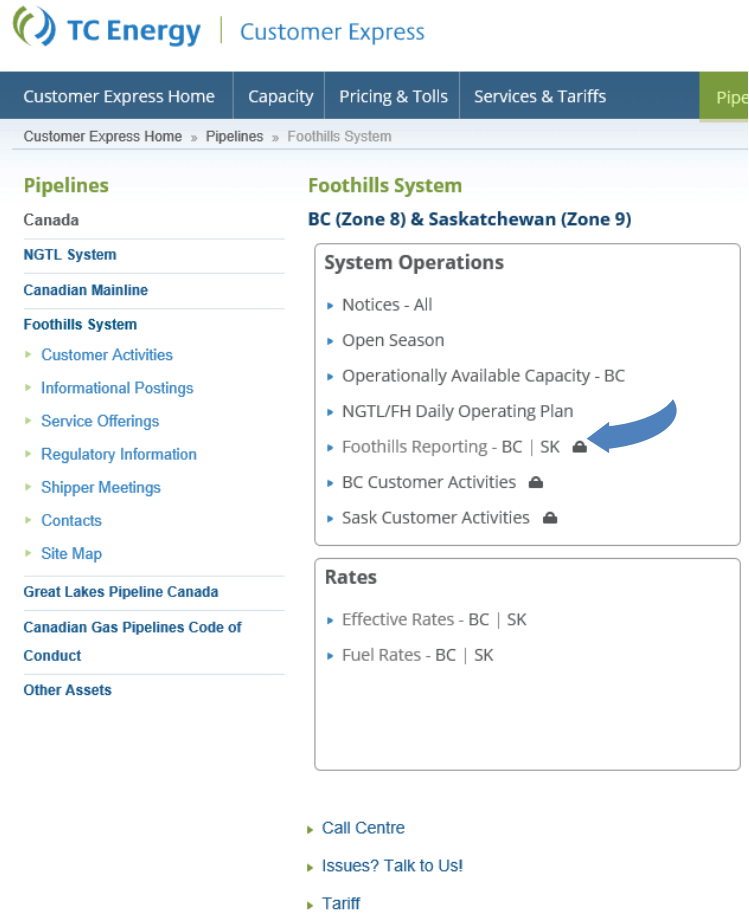 TC Energy | Customer Express
Customer Express Home Capacity Pricing & Tolls Services & Tariffs
Customer Express Home » Pipelines » Foothills System
Pipelines
Canada
NGTL System
Canadian Mainline
Foothills System
Customer Activities
Informational Postings
Service Offerings
Regulatory Information
Shipper Meetings
Contacts
Site Map
Great Lakes Pipeline Canada
Canadian Gas Pipelines Code of
Conduct
Other Assets
Foothills System
BC (Zone 8) & Saskatchewan (Zone 9)
System Operations
Notices - All
Open Season
Operationally Available Capacity - BC
NGTL/FH Daily Operating Plan
Foothills Reporting - BC | SK
BC Customer Activities
Sask Customer Activities
Rates
Effective Rates - BC | SK
Fuel Rates - BC | SK
Call Centre
Issues? Talk to Us!
Tariff